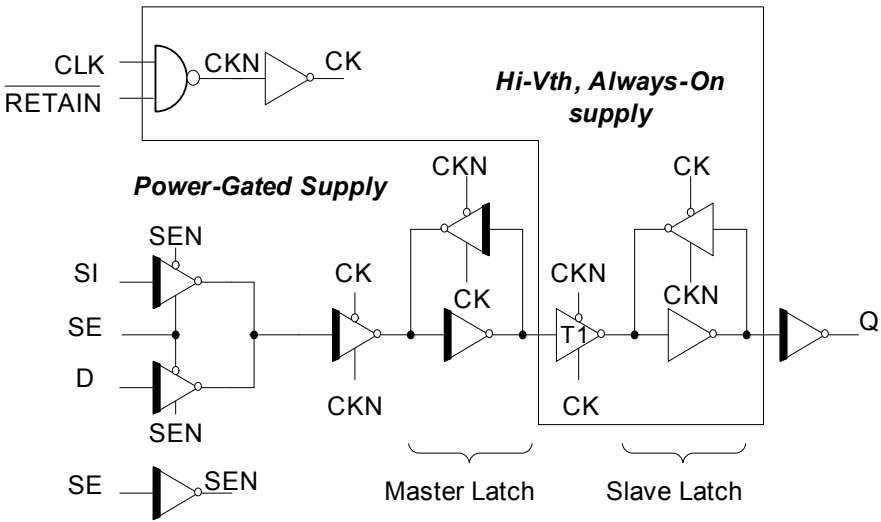 CLK
RETAIN
CKN
CK
Hi-Vth, Always-On
supply
Power-Gated Supply
CKN
CK
SEN
SI
CK
CK
CKN
CKN
SE
T1
Q
D
CKN
CK
SEN
SE
SEN
Master Latch
Slave Latch